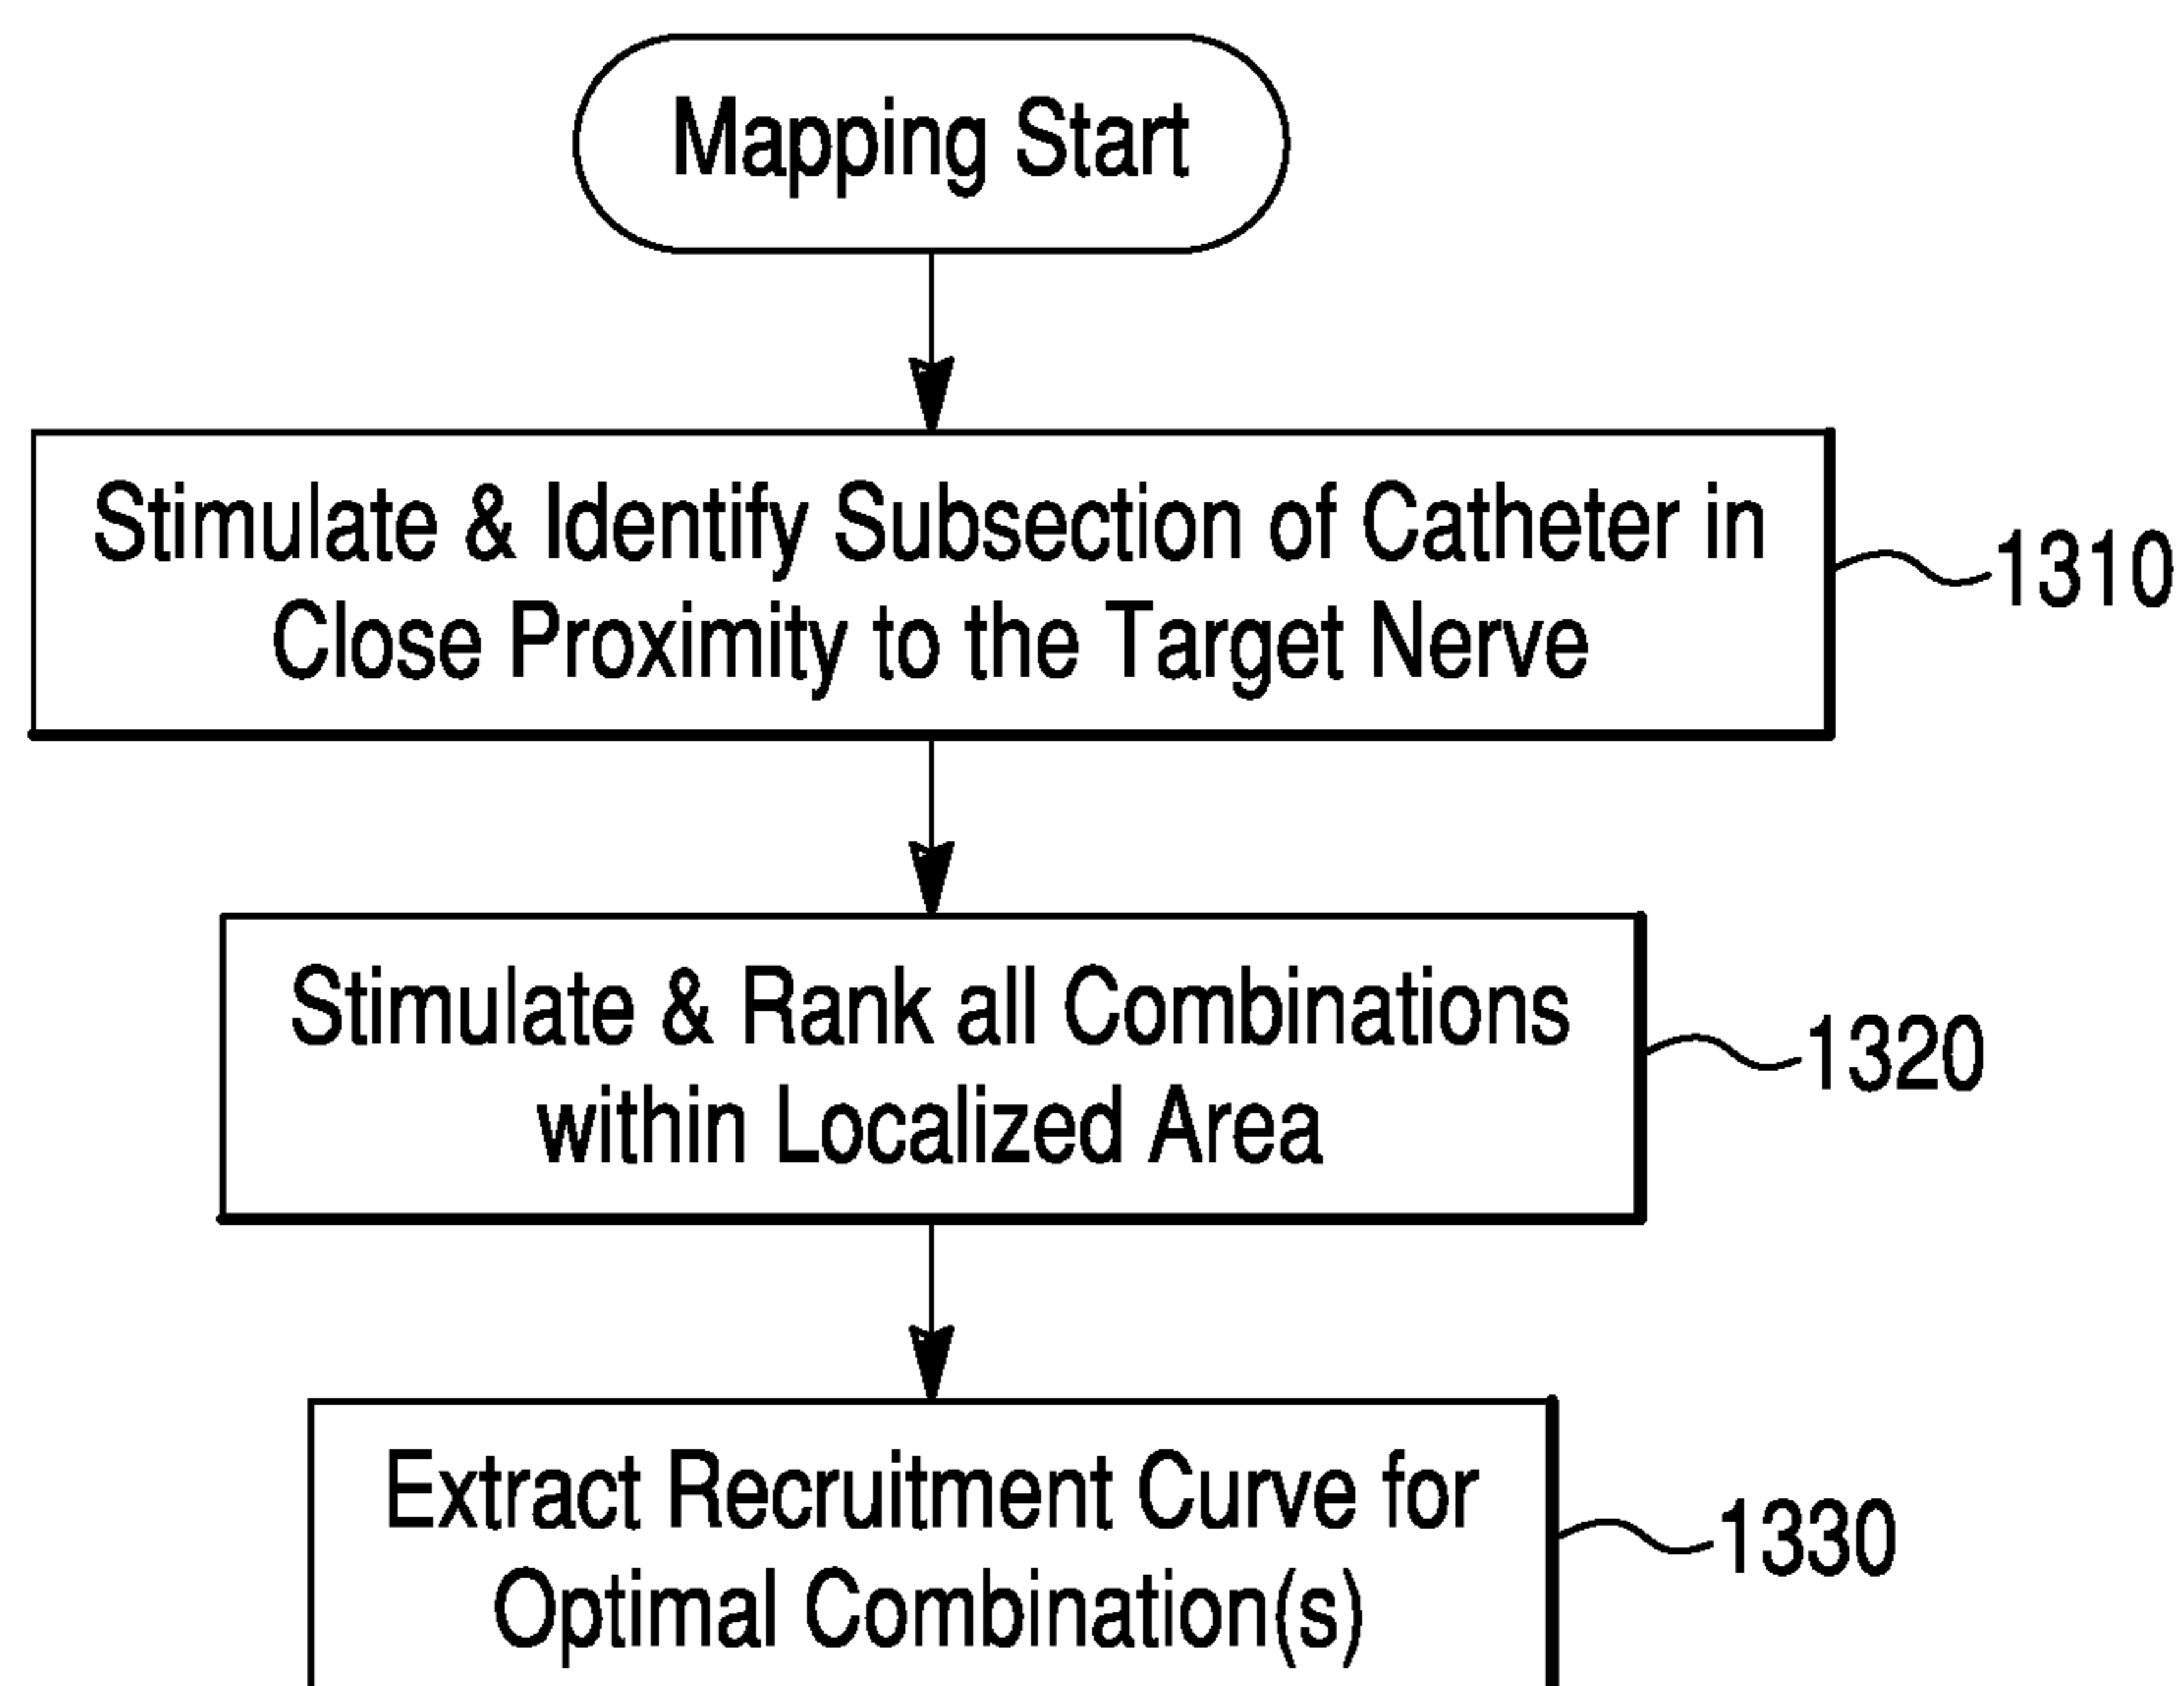 Mapping Start
Stimulate & Identify Subsection of Catheter in
Close Proximity to the Target Nerve
1310
Stimulate & Rank all Combinations
within Localized Area
1320
Extract Recruitment Curve for
Optimal Combination(s)
1330